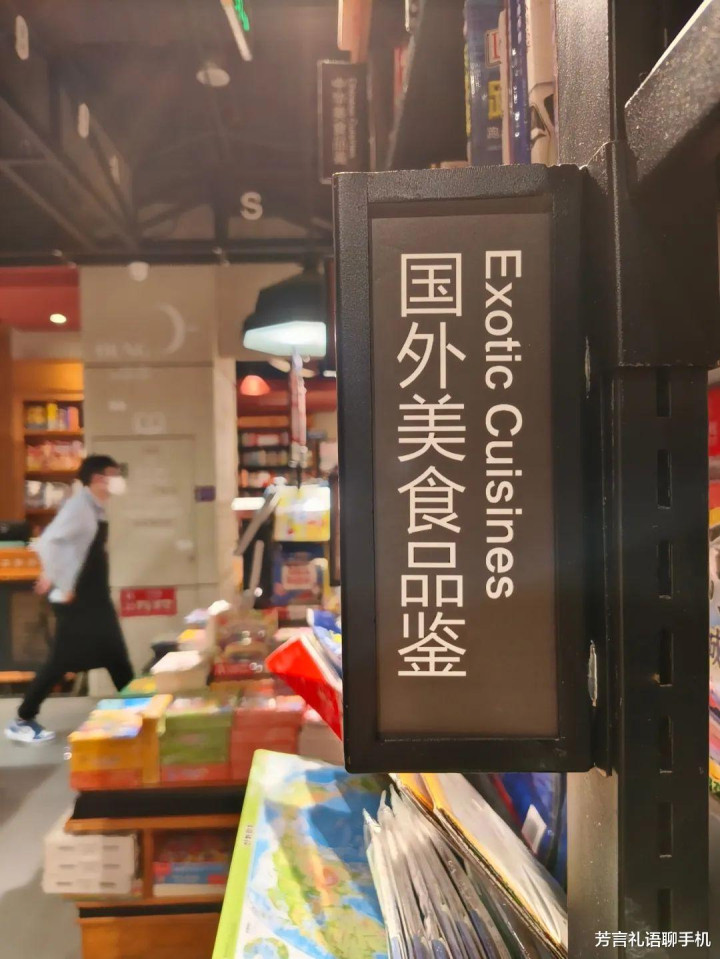 国外美食品鉴
Exotic Cuisines
S
芳言礼语聊手机